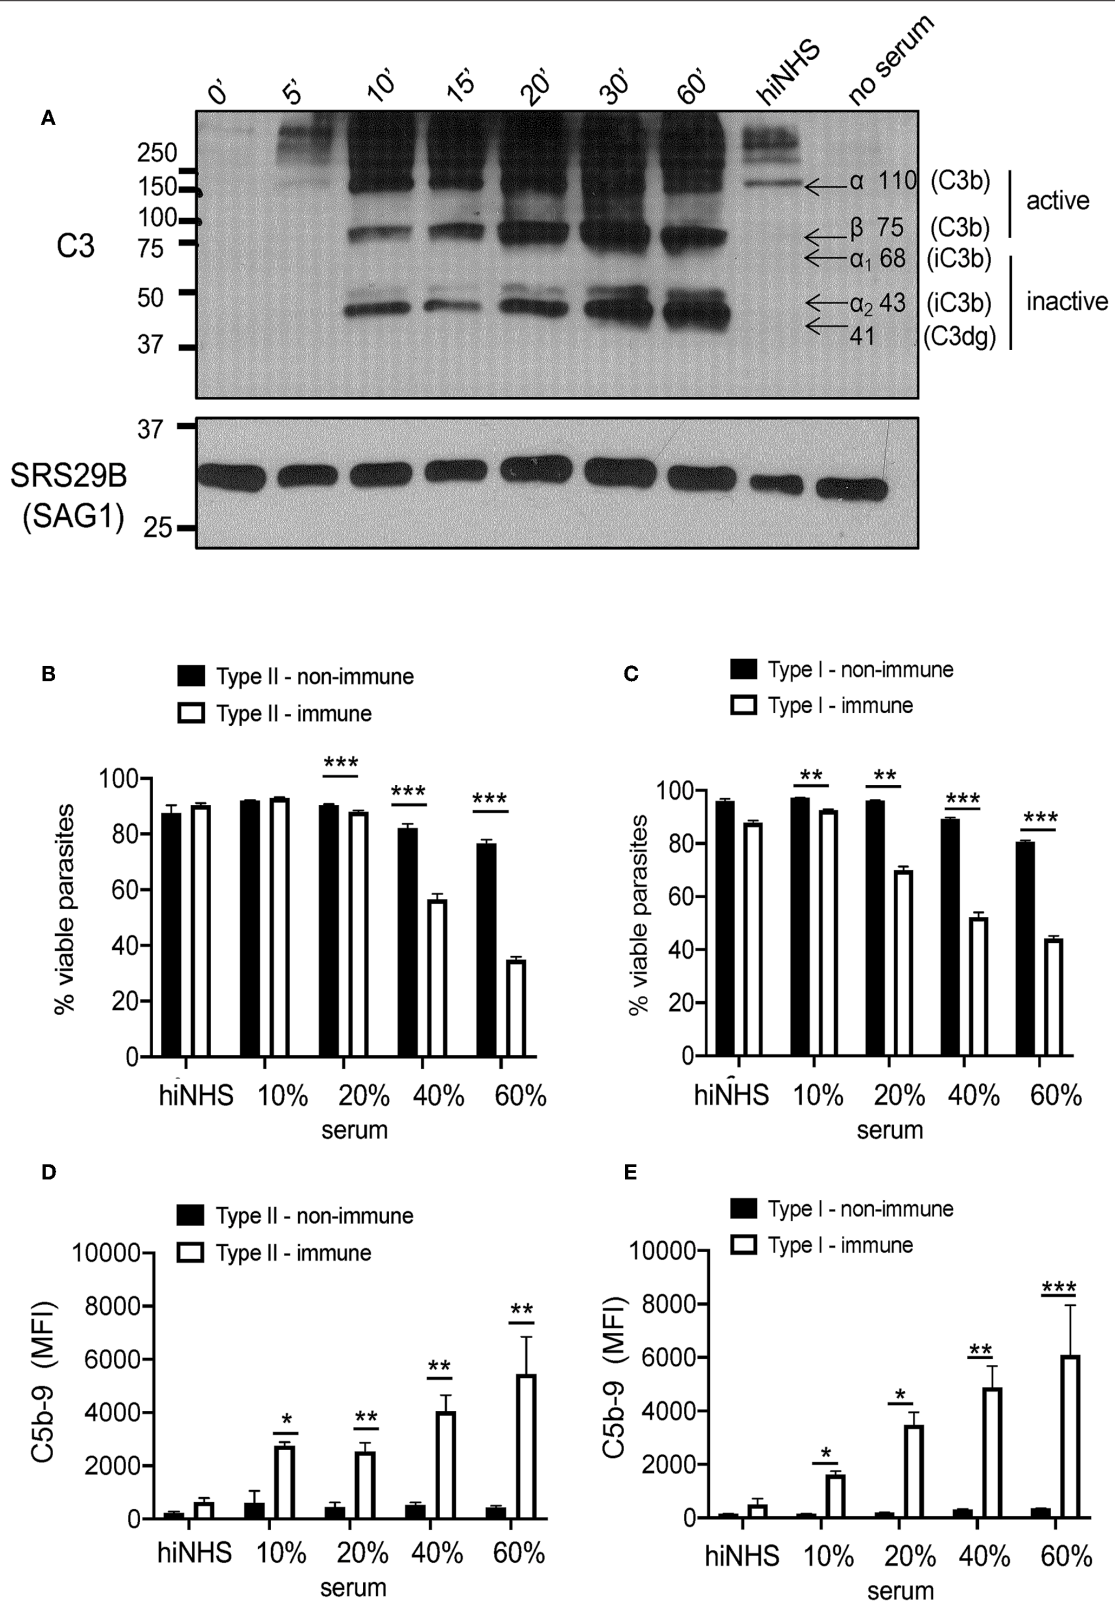 0' 5' 10' 15' 20' 30' 60' hiNHS no serum
A
250
150
100
75
50
37
C3
α 110 (C3b)
β 75 (C3b)
α1 68 (iC3b)
α2 43 (iC3b)
41 (C3dg)
active
inactive
37
SRS29B
(SAG1)
25
B
Type II - non-immune
Type II - immune
*** *** ***
100
80
60
40
20
0
% viable parasites
hiNHS 10% 20% 40% 60%
serum
C
Type I - non-immune
Type I - immune
** ** *** ***
100
80
60
40
20
0
% viable parasites
hiNHS 10% 20% 40% 60%
serum
D
Type II - non-immune
Type II - immune
* ** ** **
10000
8000
6000
4000
2000
0
C5b-9 (MFI)
hiNHS 10% 20% 40% 60%
serum
E
Type I - non-immune
Type I - immune
* * ** ***
10000
8000
6000
4000
2000
0
C5b-9 (MFI)
hiNHS 10% 20% 40% 60%
serum